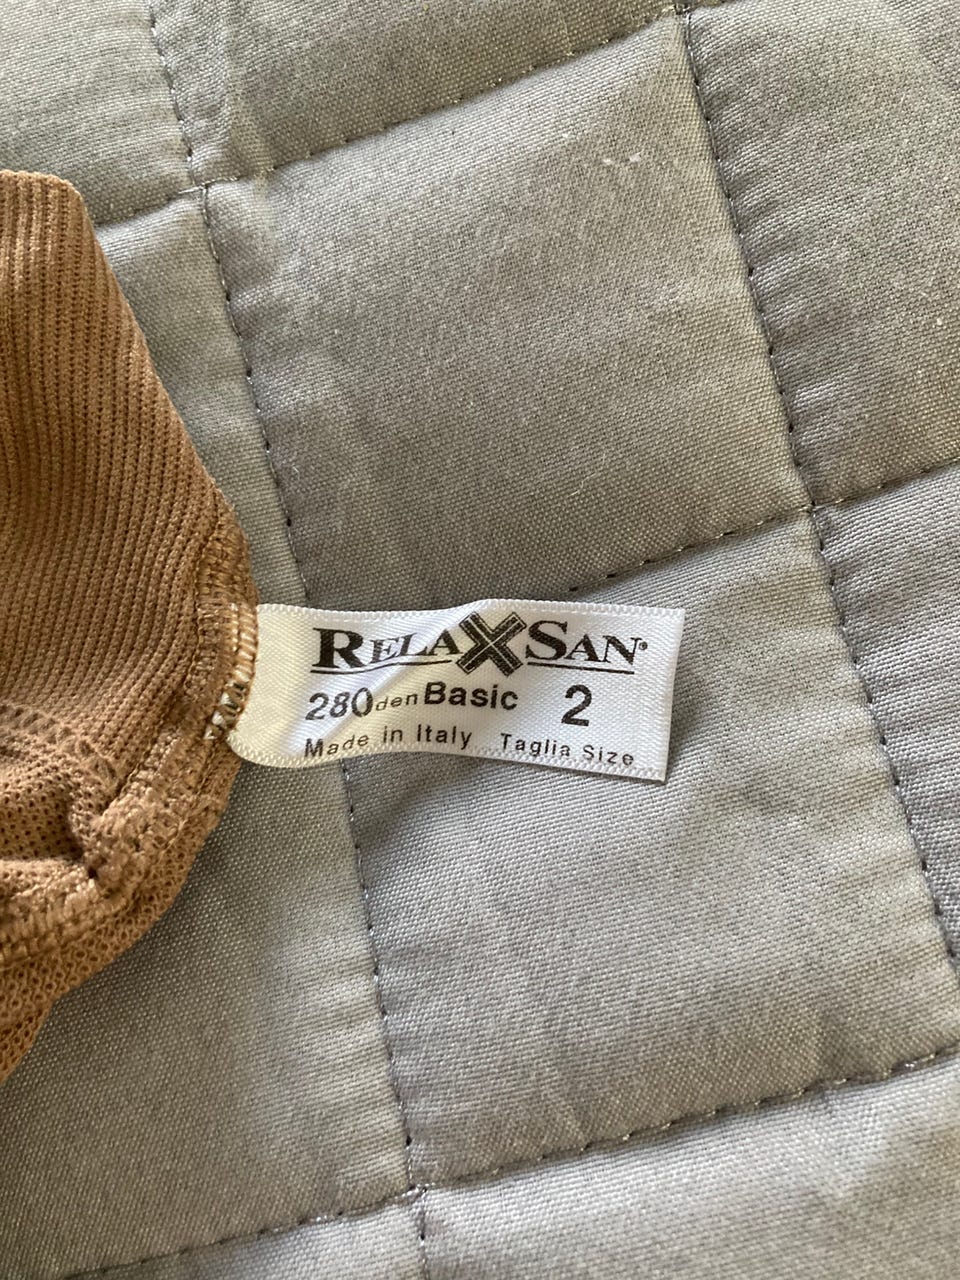 RELAXSAN®
280den Basic 2
Made in Italy Taglia Size